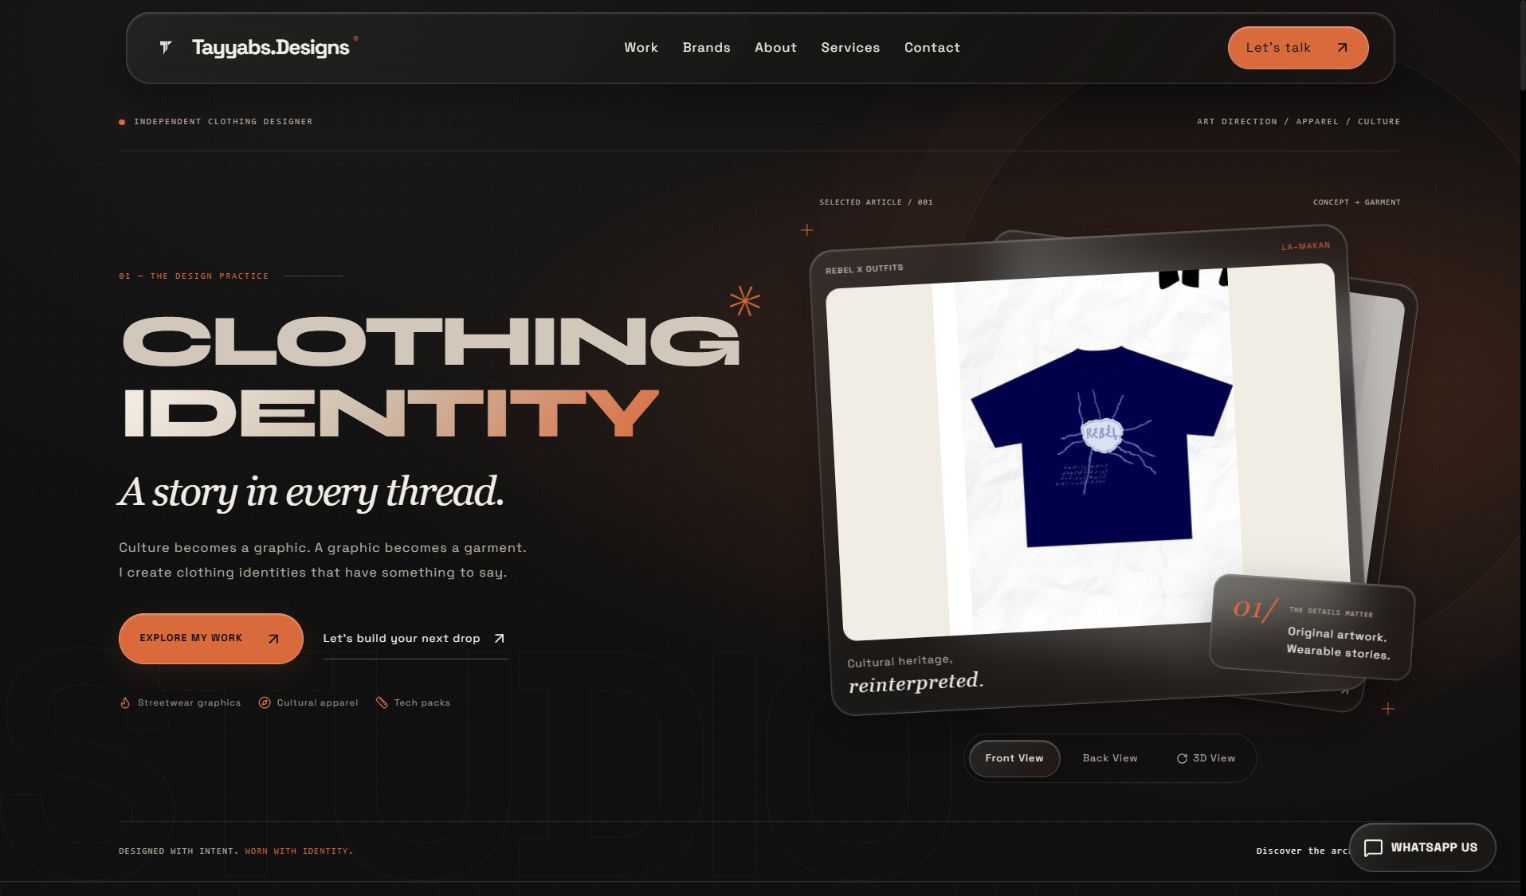 Tayyabs.Designs®
Work
Brands
About
Services
Contact
Let's talk
INDEPENDENT CLOTHING DESIGNER
ART DIRECTION / APPAREL / CULTURE
SELECTED ARTICLE / 001
CONCEPT → GARMENT
REBEL X OUTFITS
LA-MAKAN
01 — THE DESIGN PRACTICE
CLOTHING
IDENTITY
A story in every thread.
Culture becomes a graphic. A graphic becomes a garment.
I create clothing identities that have something to say.
EXPLORE MY WORK
Let's build your next drop
Streetwear graphics
Cultural apparel
Tech packs
REBEL
01/
THE DETAILS MATTER
Original artwork.
Wearable stories.
Cultural heritage,
reinterpreted.
Front View
Back View
3D View
STUDIO
DESIGNED WITH INTENT. WORN WITH IDENTITY.
Discover the arc
WHATSAPP US